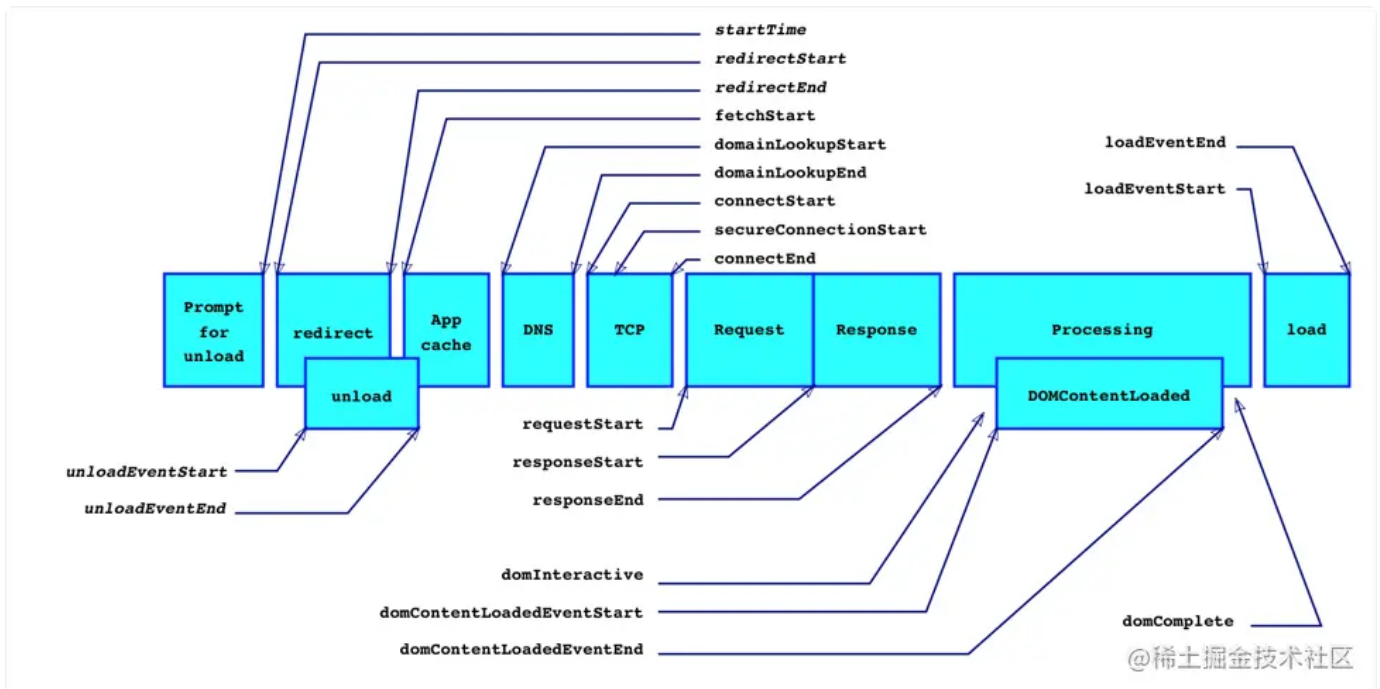 startTime
redirectStart
redirectEnd
fetchStart
domainLookupStart
domainLookupEnd
connectStart
secureConnectionStart
connectEnd
loadEventEnd
loadEventStart
Prompt
for
unload
redirect
App
cache
DNS
TCP
Request
Response
Processing
load
unload
DOMContentLoaded
requestStart
responseStart
responseEnd
unloadEventStart
unloadEventEnd
domInteractive
domContentLoadedEventStart
domContentLoadedEventEnd
domComplete
@稀土掘金技术社区